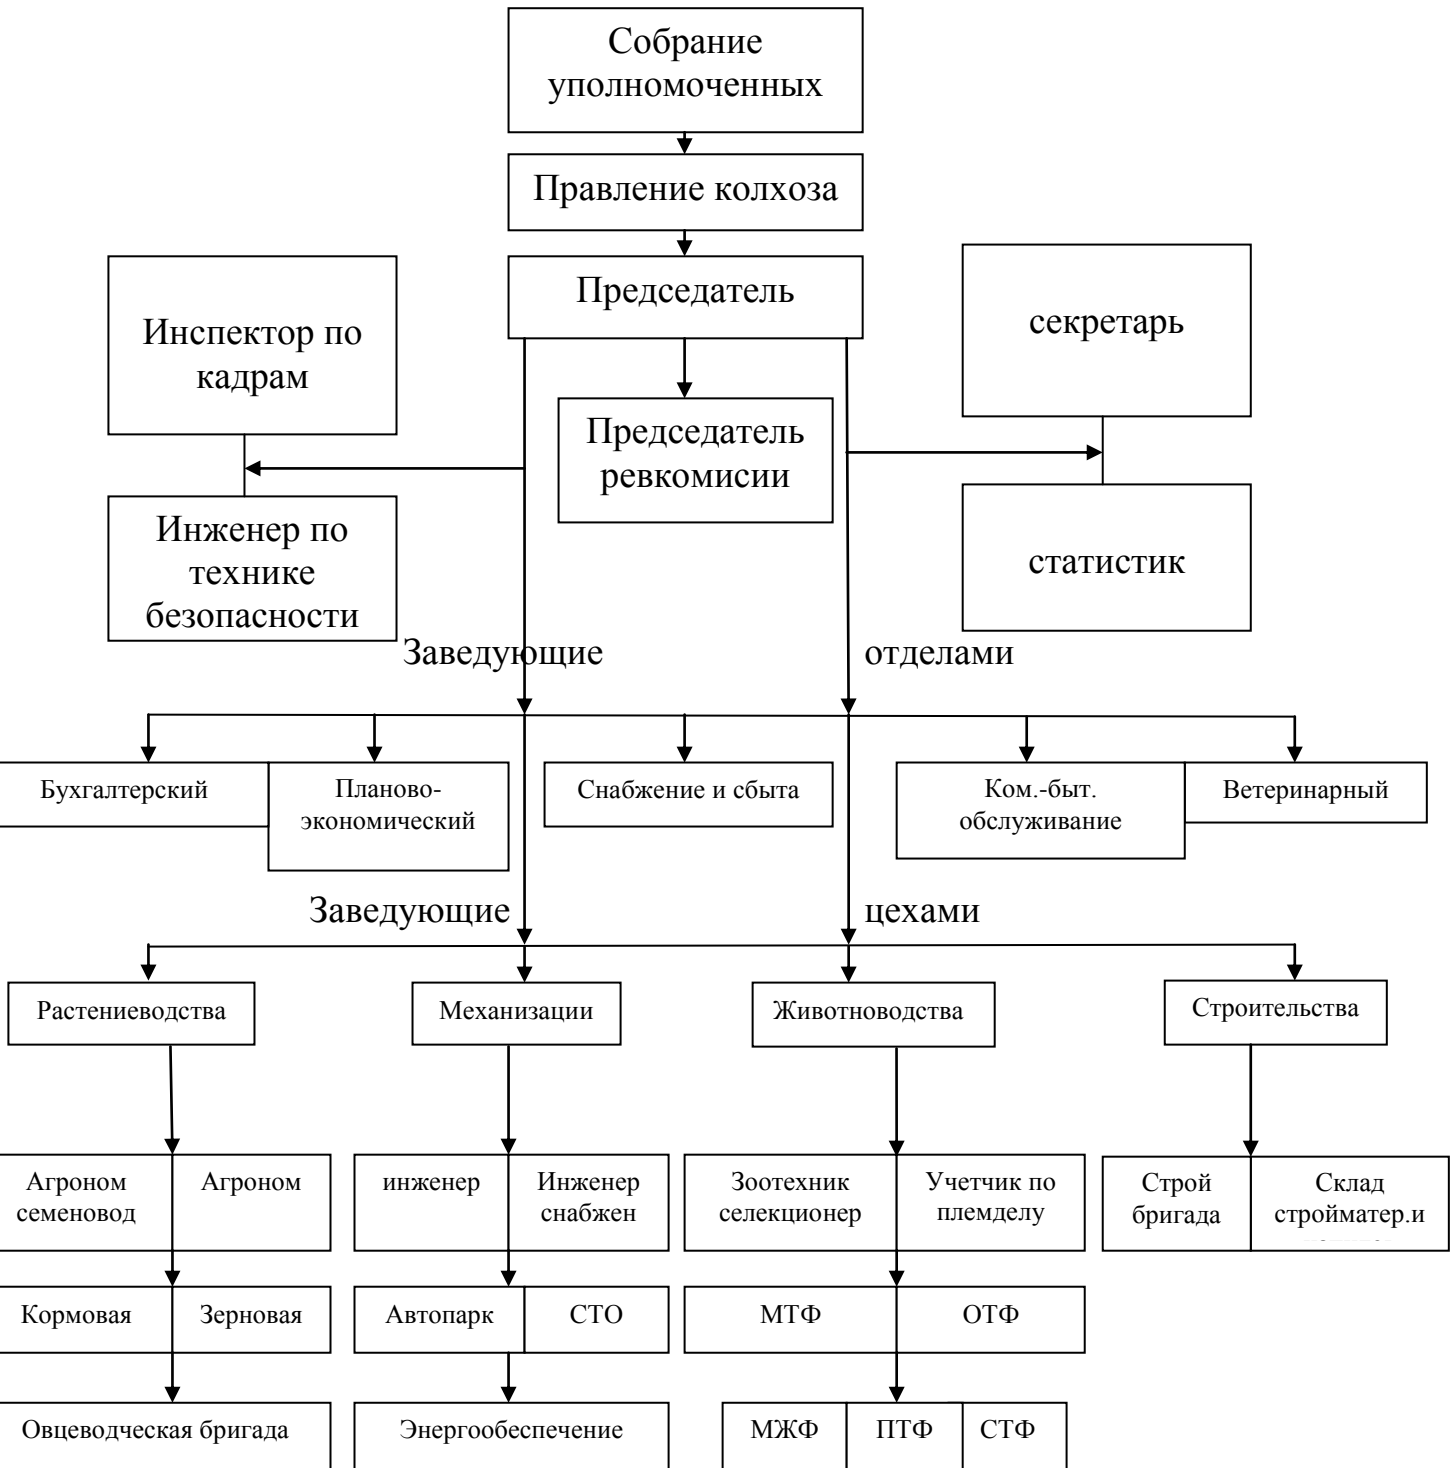 Собрание
уполномоченных
Правление колхоза
Председатель
Инспектор по
кадрам
секретарь
Председатель
ревкомисии
Инженер по
технике
безопасности
статистик
Заведующие
отделами
Бухгалтерский
Планово-
экономический
Снабжение и сбыта
Ком.-быт.
обслуживание
Ветеринарный
Заведующие
цехами
Растениеводства
Механизации
Животноводства
Строительства
Агроном
семеновод
Агроном
инженер
Инженер
снабжен
Зоотехник
селекционер
Учетчик по
племделу
Строй
бригада
Склад
стройматер.и
Кормовая
Зерновая
Автопарк
СТО
МТФ
ОТФ
Овцеводческая бригада
Энергообеспечение
МЖФ
ПТФ
СТФ